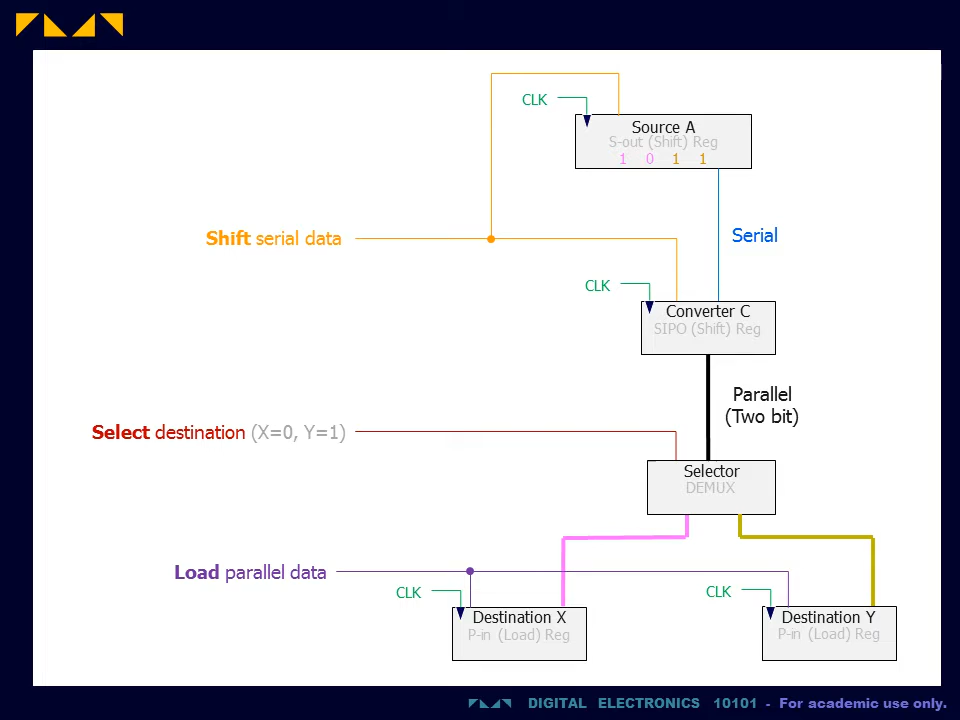 CLK
Source A
S-out (Shift) Reg
1 0 1 1
Shift serial data
Serial
CLK
Converter C
SIPO (Shift) Reg
Parallel
(Two bit)
Select destination (X=0, Y=1)
Selector
DEMUX
Load parallel data
CLK
Destination X
P-in (Load) Reg
CLK
Destination Y
P-in (Load) Reg
DIGITAL ELECTRONICS 10101 - For academic use only.